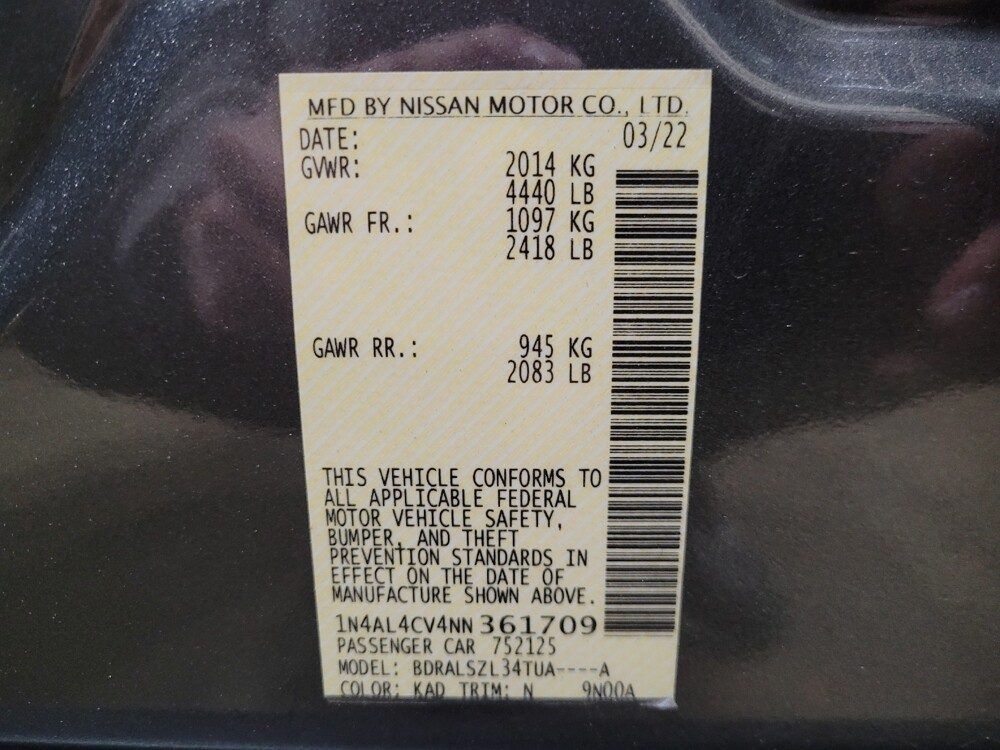 MFD BY NISSAN MOTOR CO., LTD.
DATE: 03/22
GVWR: 2014 KG
4440 LB
GAWR FR.: 1097 KG
2418 LB
GAWR RR.: 945 KG
2083 LB
THIS VEHICLE CONFORMS TO
ALL APPLICABLE FEDERAL
MOTOR VEHICLE SAFETY,
BUMPER, AND THEFT
PREVENTION STANDARDS IN
EFFECT ON THE DATE OF
MANUFACTURE SHOWN ABOVE.
1N4AL4CV4NN 361709
PASSENGER CAR 752125
MODEL: BDRALSZL34TUA----A
COLOR: KAD TRIM: N 9N00A